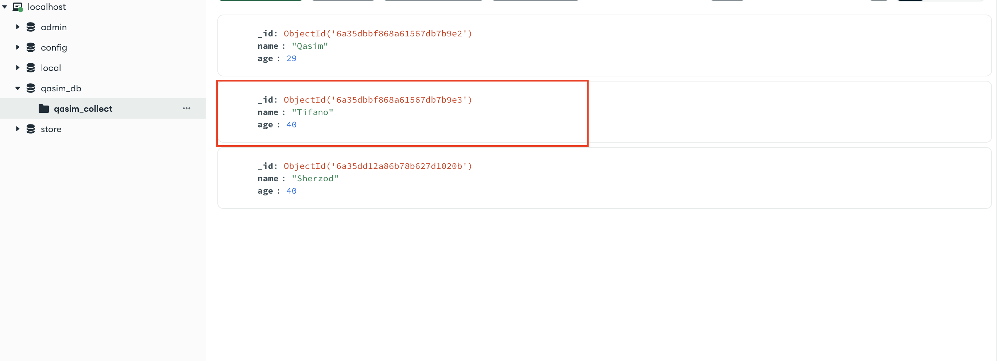 localhost
admin
config
local
qasim_db
qasim_collect
store
_id: ObjectId('6a35dbbf868a61567db7b9e2')
name : "Qasim"
age : 29
_id: ObjectId('6a35dbbf868a61567db7b9e3')
name : "Tifano"
age : 40
_id: ObjectId('6a35dd12a86b78b627d1020b')
name : "Sherzod"
age : 40